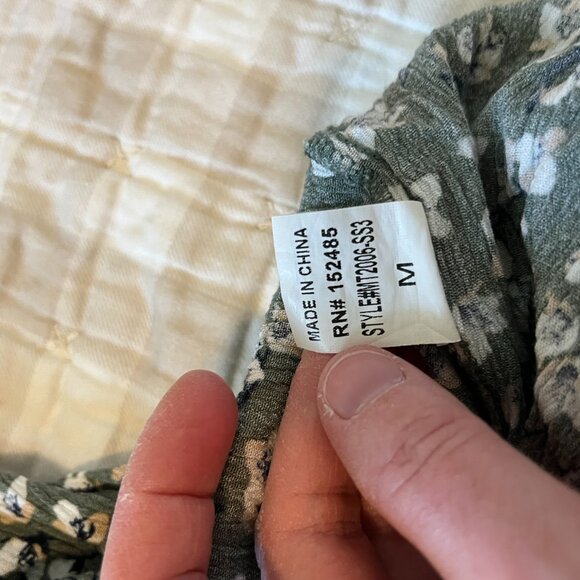 MADE IN CHINA
RN# 152485
STYLE#MT2006-SS3
M